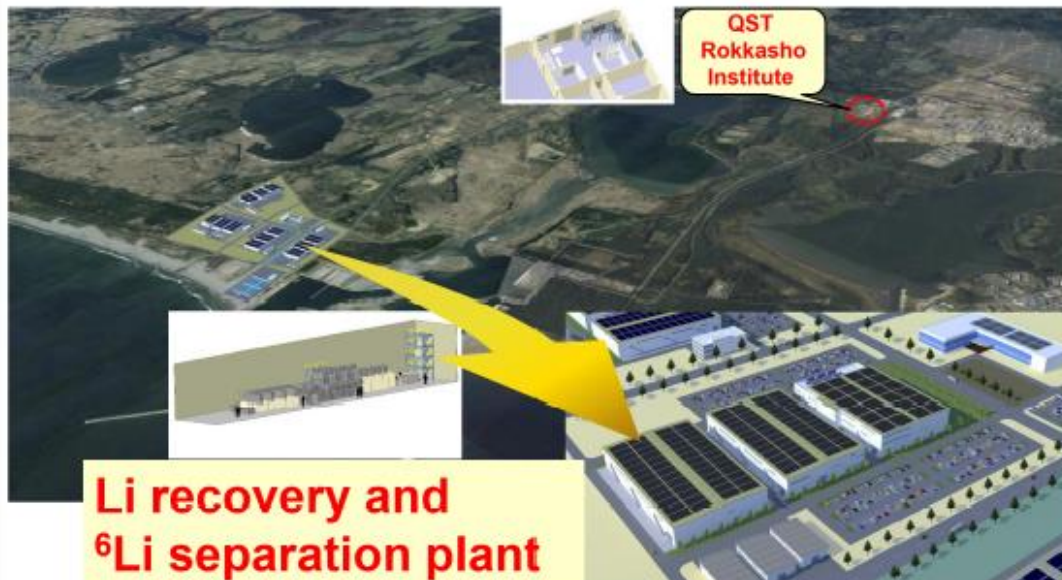 QST
Rokkasho
Institute
Li recovery and
⁶Li separation plant